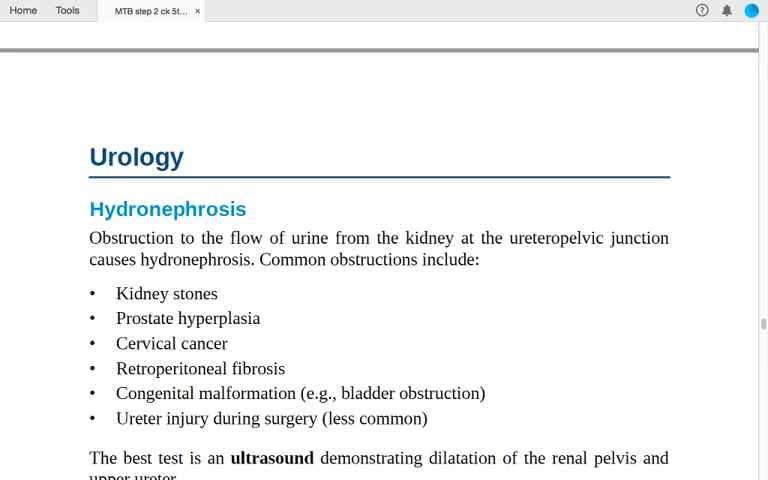 Home Tools MTB step 2 ck 5t... × ?
Urology
Hydronephrosis
Obstruction to the flow of urine from the kidney at the ureteropelvic junction
causes hydronephrosis. Common obstructions include:
• Kidney stones
• Prostate hyperplasia
• Cervical cancer
• Retroperitoneal fibrosis
• Congenital malformation (e.g., bladder obstruction)
• Ureter injury during surgery (less common)
The best test is an ultrasound demonstrating dilatation of the renal pelvis and
upper ureter.